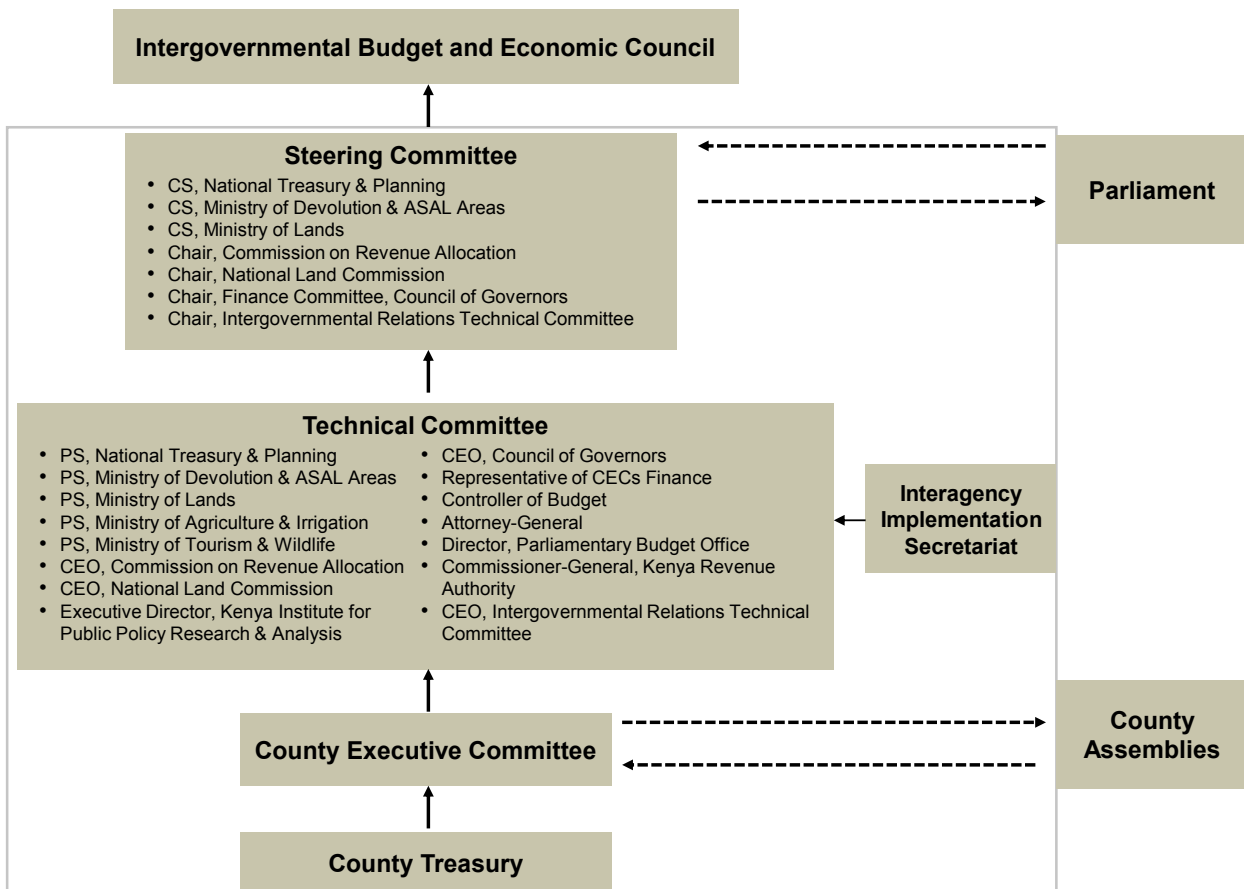 Intergovernmental Budget and Economic Council
Steering Committee
• CS, National Treasury & Planning
• CS, Ministry of Devolution & ASAL Areas
• CS, Ministry of Lands
• Chair, Commission on Revenue Allocation
• Chair, National Land Commission
• Chair, Finance Committee, Council of Governors
• Chair, Intergovernmental Relations Technical Committee
Parliament
Technical Committee
• PS, National Treasury & Planning
• PS, Ministry of Devolution & ASAL Areas
• PS, Ministry of Lands
• PS, Ministry of Agriculture & Irrigation
• PS, Ministry of Tourism & Wildlife
• CEO, Commission on Revenue Allocation
• CEO, National Land Commission
• Executive Director, Kenya Institute for
Public Policy Research & Analysis
• CEO, Council of Governors
• Representative of CECs Finance
• Controller of Budget
• Attorney-General
• Director, Parliamentary Budget Office
• Commissioner-General, Kenya Revenue
Authority
• CEO, Intergovernmental Relations Technical
Committee
Interagency
Implementation
Secretariat
County Executive Committee
County
Assemblies
County Treasury